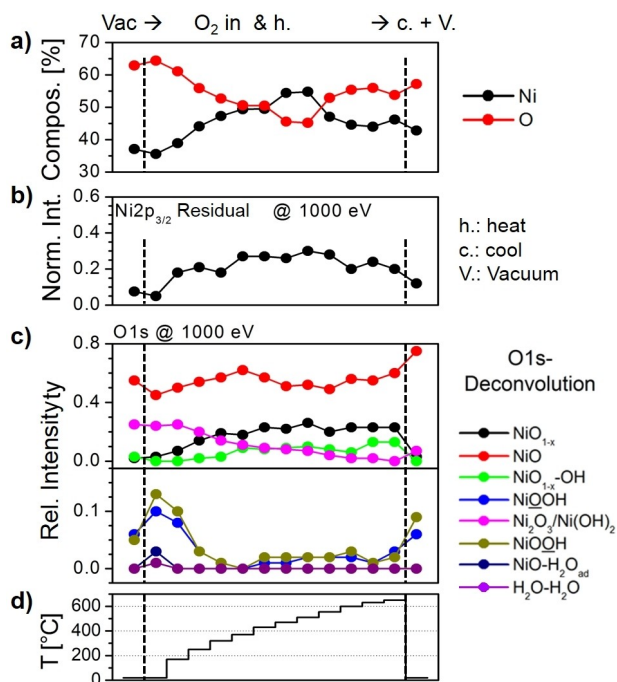 Vac → O₂ in & h. → c. + V.
a)
Compos. [%]
70
60
50
40
30
Ni
O
b)
Norm. Int.
0.6
0.4
0.2
0.0
Ni2p₃/₂ Residual @ 1000 eV
h.: heat
c.: cool
V.: Vacuum
c)
O1s @ 1000 eV
Rel. Intensityty
0.8
0.4
0.0
0.1
0.0
O1s-
Deconvolution
NiO₁₋ₓ
NiO
NiO₁₋ₓ-OH
NiOOH
Ni₂O₃/Ni(OH)₂
NiOOH
NiO-H₂Oad
H₂O-H₂O
d)
T [°C]
600
400
200
0